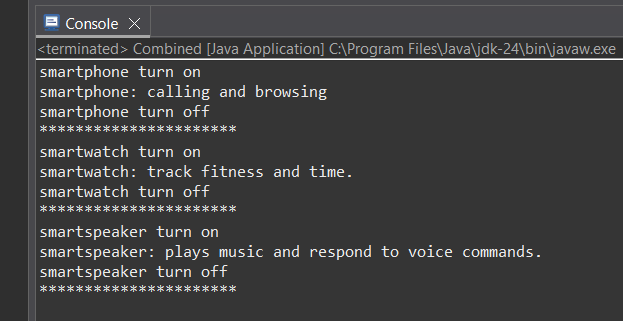 Console
<terminated> Combined [Java Application] C:\Program Files\Java\jdk-24\bin\javaw.exe
smartphone turn on
smartphone: calling and browsing
smartphone turn off
**********************
smartwatch turn on
smartwatch: track fitness and time.
smartwatch turn off
**********************
smartspeaker turn on
smartspeaker: plays music and respond to voice commands.
smartspeaker turn off
**********************